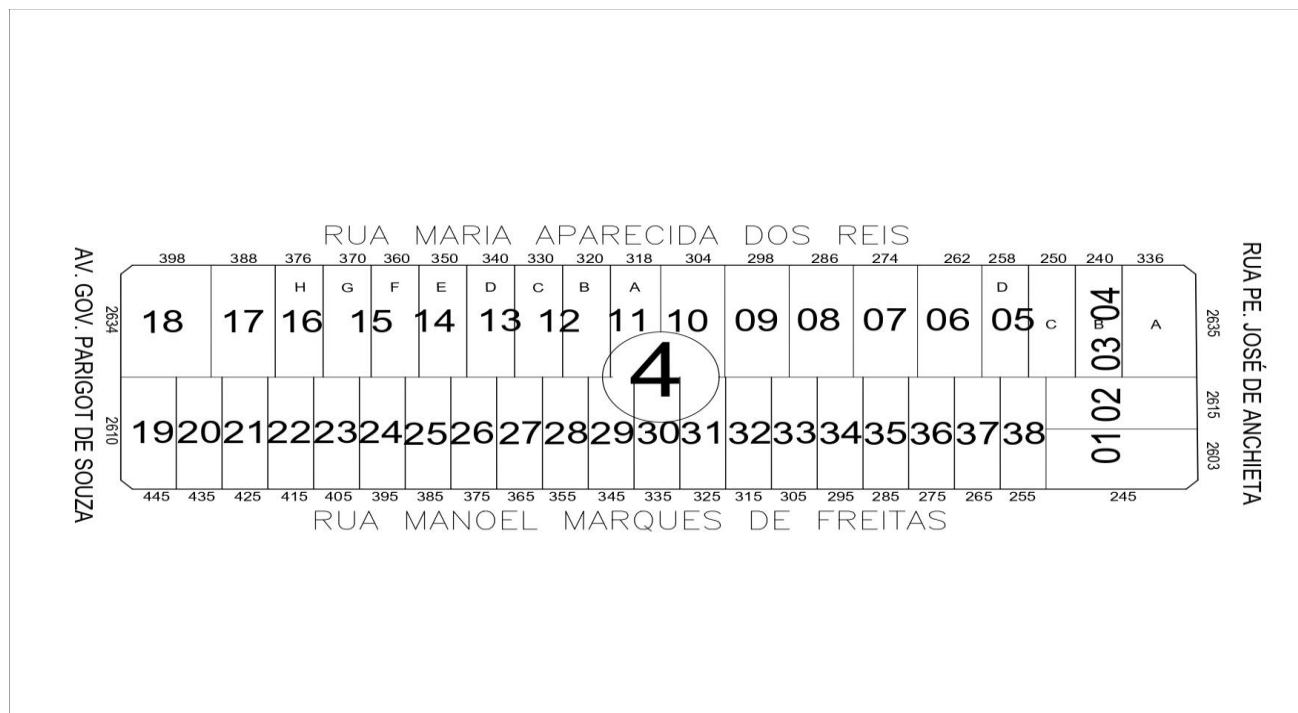 RUA MARIA APARECIDA DOS REIS
398 388 376 370 360 350 340 330 320 318 304 298 286 274 262 258 250 240 336
H G F E D C B A D
18 17 16 15 14 13 12 11 10 09 08 07 06 05 C B A
03 04
4
01 02
19 20 21 22 23 24 25 26 27 28 29 30 31 32 33 34 35 36 37 38
445 435 425 415 405 395 385 375 365 355 345 335 325 315 305 295 285 275 265 255 245
RUA MANOEL MARQUES DE FREITAS
AV. GOV. PARIGOT DE SOUZA
2634
2610
RUA PE. JOSÉ DE ANCHIETA
2635
2615
2603